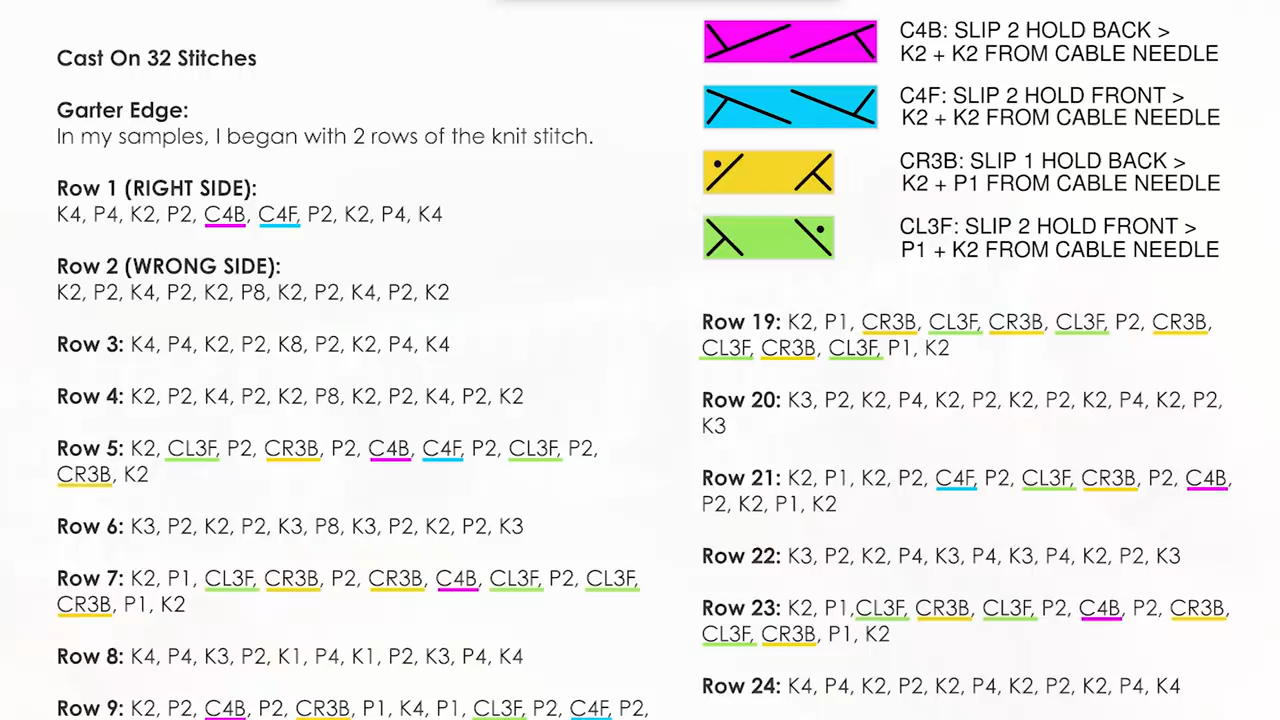 Cast On 32 Stitches
Garter Edge:
In my samples, I began with 2 rows of the knit stitch.
Row 1 (RIGHT SIDE):
K4, P4, K2, P2, C4B, C4F, P2, K2, P4, K4
Row 2 (WRONG SIDE):
K2, P2, K4, P2, K2, P8, K2, P2, K4, P2, K2
Row 3: K4, P4, K2, P2, K8, P2, K2, P4, K4
Row 4: K2, P2, K4, P2, K2, P8, K2, P2, K4, P2, K2
Row 5: K2, CL3F, P2, CR3B, P2, C4B, C4F, P2, CL3F, P2,
CR3B, K2
Row 6: K3, P2, K2, P2, K3, P8, K3, P2, K2, P2, K3
Row 7: K2, P1, CL3F, CR3B, P2, CR3B, C4B, CL3F, P2, CL3F,
CR3B, P1, K2
Row 8: K4, P4, K3, P2, K1, P4, K1, P2, K3, P4, K4
Row 9: K2, P2, C4B, P2, CR3B, P1, K4, P1, CL3F, P2, C4F, P2,
C4B: SLIP 2 HOLD BACK >
K2 + K2 FROM CABLE NEEDLE
C4F: SLIP 2 HOLD FRONT >
K2 + K2 FROM CABLE NEEDLE
CR3B: SLIP 1 HOLD BACK >
K2 + P1 FROM CABLE NEEDLE
CL3F: SLIP 2 HOLD FRONT >
P1 + K2 FROM CABLE NEEDLE
Row 19: K2, P1, CR3B, CL3F, CR3B, CL3F, P2, CR3B,
CL3F, CR3B, CL3F, P1, K2
Row 20: K3, P2, K2, P4, K2, P2, K2, P2, K2, P4, K2, P2,
K3
Row 21: K2, P1, K2, P2, C4F, P2, CL3F, CR3B, P2, C4B,
P2, K2, P1, K2
Row 22: K3, P2, K2, P4, K3, P4, K3, P4, K2, P2, K3
Row 23: K2, P1,CL3F, CR3B, CL3F, P2, C4B, P2, CR3B,
CL3F, CR3B, P1, K2
Row 24: K4, P4, K2, P2, K2, P4, K2, P2, K2, P4, K4